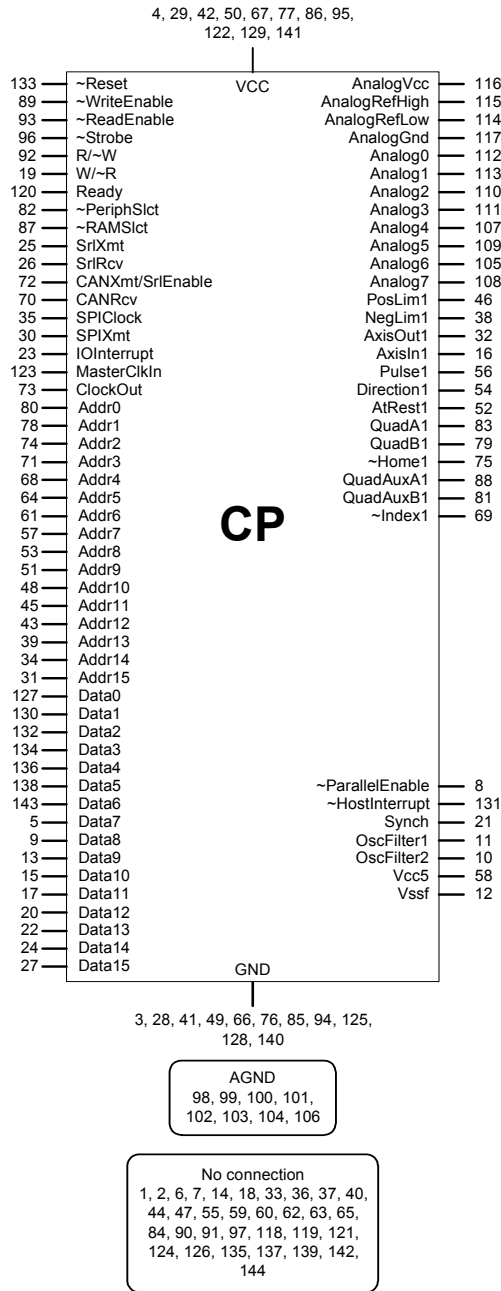 4, 29, 42, 50, 67, 77, 86, 95,
122, 129, 141
VCC
133 ~Reset
89 ~WriteEnable
93 ~ReadEnable
96 ~Strobe
92 R/~W
19 W/~R
120 Ready
82 ~PeriphSlct
87 ~RAMSlct
25 SrlXmt
26 SrlRcv
72 CANXmt/SrlEnable
70 CANRcv
35 SPIClock
30 SPIXmt
23 IOInterrupt
123 MasterClkIn
73 ClockOut
80 Addr0
78 Addr1
74 Addr2
71 Addr3
68 Addr4
64 Addr5
61 Addr6
57 Addr7
53 Addr8
51 Addr9
48 Addr10
45 Addr11
43 Addr12
39 Addr13
34 Addr14
31 Addr15
127 Data0
130 Data1
132 Data2
134 Data3
136 Data4
138 Data5
143 Data6
5 Data7
9 Data8
13 Data9
15 Data10
17 Data11
20 Data12
22 Data13
24 Data14
27 Data15
CP
AnalogVcc 116
AnalogRefHigh 115
AnalogRefLow 114
AnalogGnd 117
Analog0 112
Analog1 113
Analog2 110
Analog3 111
Analog4 107
Analog5 109
Analog6 105
Analog7 108
PosLim1 46
NegLim1 38
AxisOut1 32
AxisIn1 16
Pulse1 56
Direction1 54
AtRest1 52
QuadA1 83
QuadB1 79
~Home1 75
QuadAuxA1 88
QuadAuxB1 81
~Index1 69
~ParallelEnable 8
~HostInterrupt 131
Synch 21
OscFilter1 11
OscFilter2 10
Vcc5 58
Vssf 12
GND
3, 28, 41, 49, 66, 76, 85, 94, 125,
128, 140
AGND
98, 99, 100, 101,
102, 103, 104, 106
No connection
1, 2, 6, 7, 14, 18, 33, 36, 37, 40,
44, 47, 55, 59, 60, 62, 63, 65,
84, 90, 91, 97, 118, 119, 121,
124, 126, 135, 137, 139, 142,
144